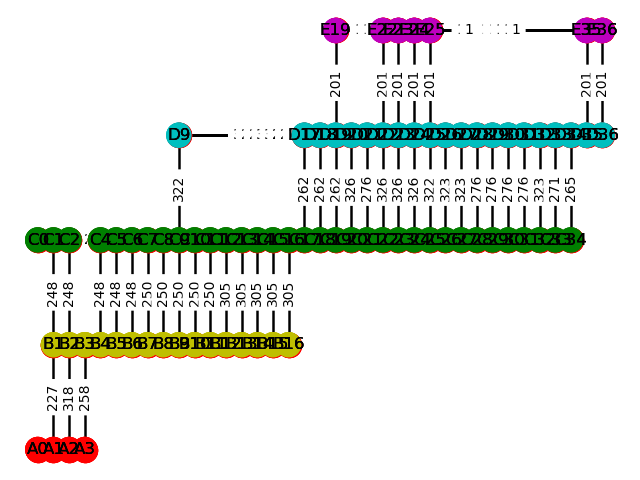 E19 E22 E23 E24 E25 1 1 E35 E36
201 201 201 201 201 201 201
D9 D17 D18 D19 D20 D21 D22 D23 D24 D25 D26 D27 D28 D29 D30 D31 D32 D33 D34 D35 D36
322 262 262 262 326 276 326 326 326 322 323 323 276 276 276 276 323 271 265
C0 C1 C2 C4 C5 C6 C7 C8 C9 C10 C11 C12 C13 C14 C15 C16 C17 C18 C19 C20 C21 C22 C23 C24 C25 C26 C27 C28 C29 C30 C31 C32 C33 C34
248 248 248 248 248 250 250 250 250 250 305 305 305 305 305
B1 B2 B3 B4 B5 B6 B7 B8 B9 B10 B11 B12 B13 B14 B15 B16
227 318 258
A0 A1 A2 A3